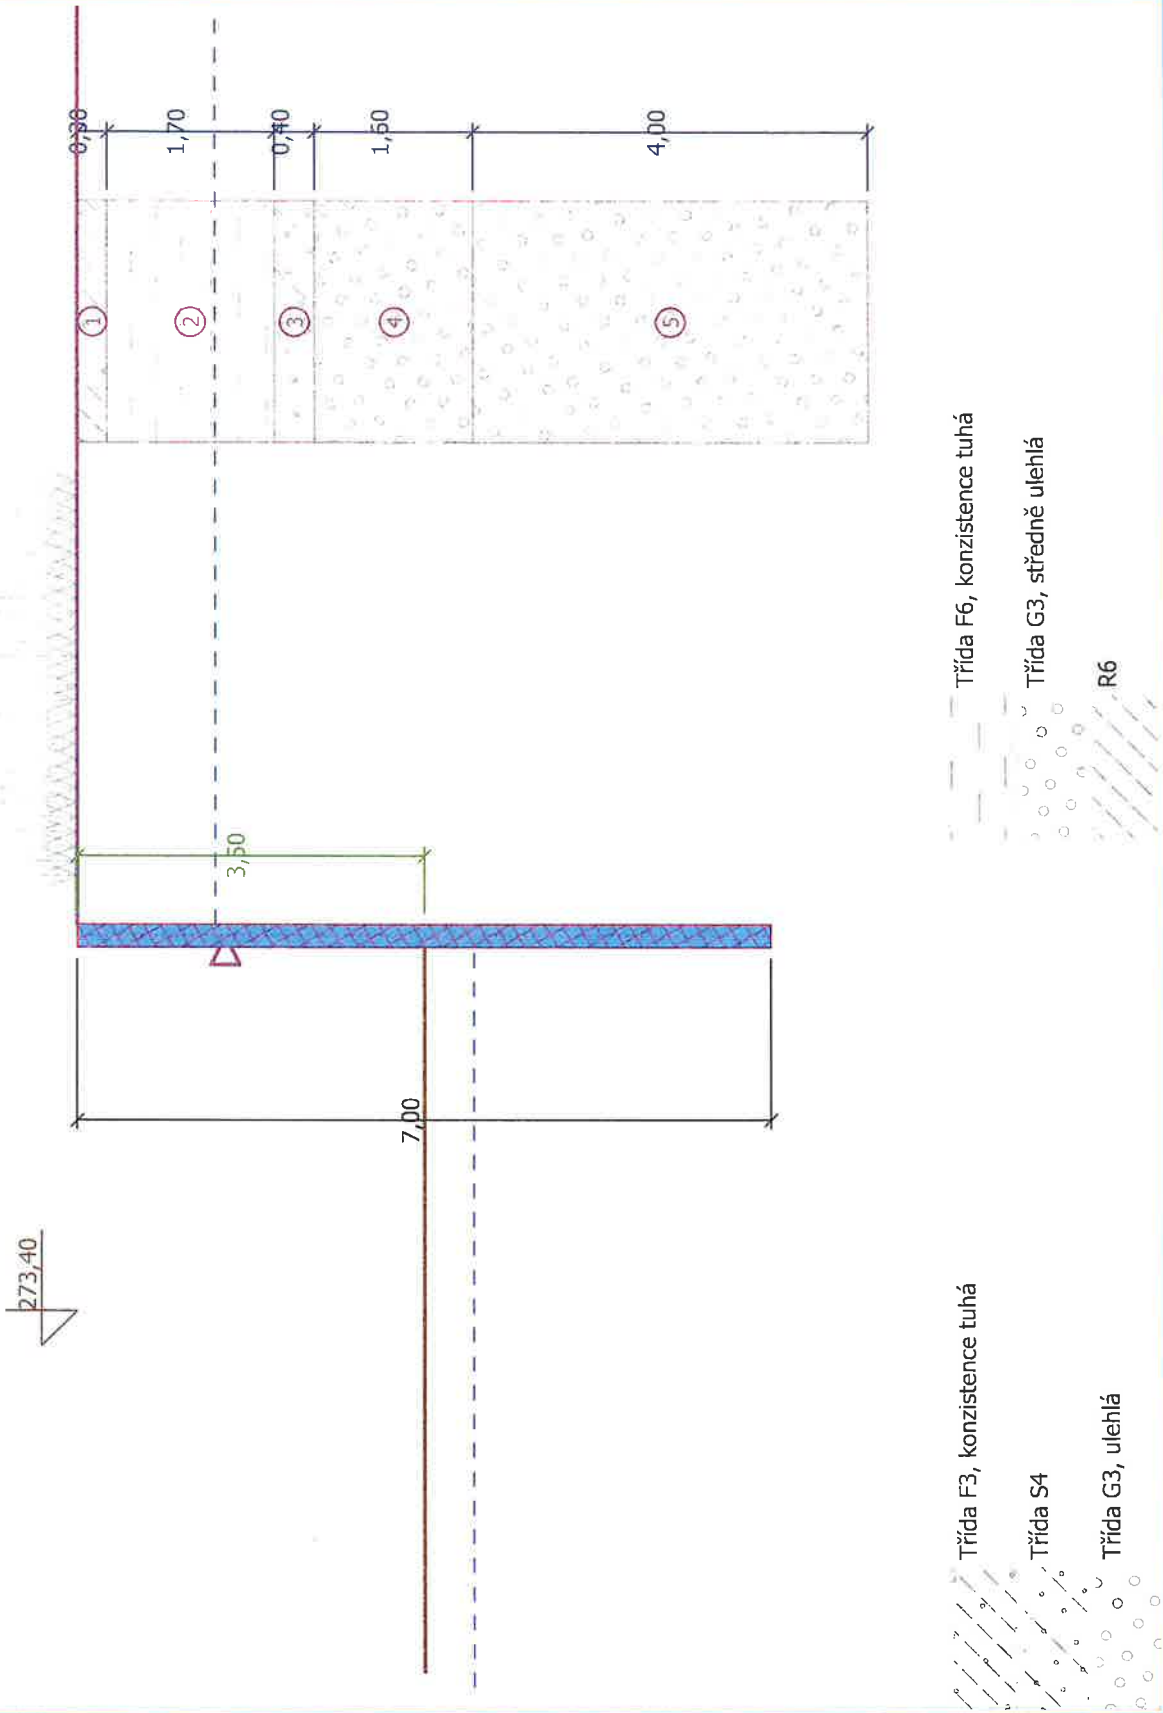 273,40
7,00
3,50
0,30
1,70
0,40
1,60
4,00
1
2
3
4
5
Třída F3, konzistence tuhá
Třída S4
Třída G3, ulehlá
Třída F6, konzistence tuhá
Třída G3, středně ulehlá
R6